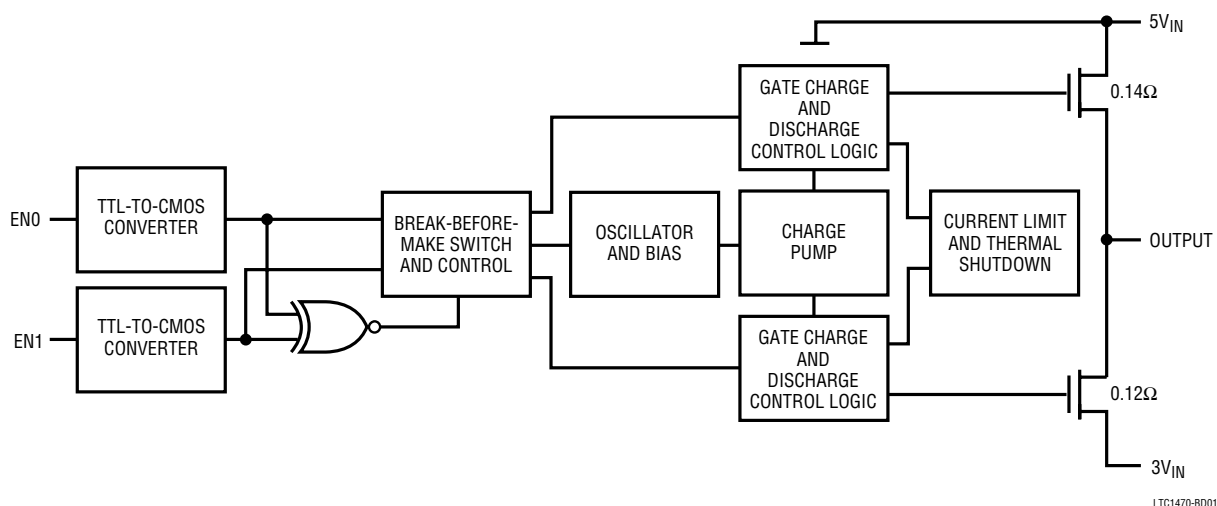 5VIN
GATE CHARGE
AND
DISCHARGE
CONTROL LOGIC
0.14Ω
EN0
TTL-TO-CMOS
CONVERTER
BREAK-BEFORE-
MAKE SWITCH
AND CONTROL
OSCILLATOR
AND BIAS
CHARGE
PUMP
CURRENT LIMIT
AND THERMAL
SHUTDOWN
OUTPUT
EN1
TTL-TO-CMOS
CONVERTER
GATE CHARGE
AND
DISCHARGE
CONTROL LOGIC
0.12Ω
3VIN
LTC1470-BD01